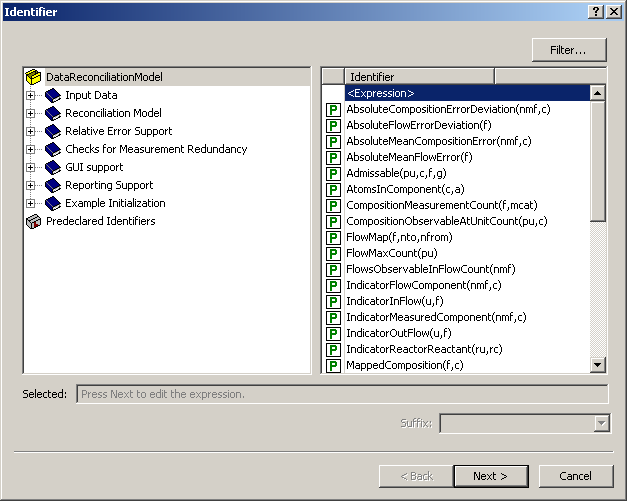 Identifier
Filter...
DataReconciliationModel
Input Data
Reconciliation Model
Relative Error Support
Checks for Measurement Redundancy
GUI support
Reporting Support
Example Initialization
Predeclared Identifiers
Identifier
<Expression>
P AbsoluteCompositionErrorDeviation(nmf,c)
P AbsoluteFlowErrorDeviation(f)
P AbsoluteMeanCompositionError(nmf,c)
P AbsoluteMeanFlowError(f)
P Admissable(pu,c,f,g)
P AtomsInComponent(c,a)
P CompositionMeasurementCount(f,mcat)
P CompositionObservableAtUnitCount(pu,c)
P FlowMap(f,nto,nfrom)
P FlowMaxCount(pu)
P FlowsObservableInFlowCount(nmf)
P IndicatorFlowComponent(nmf,c)
P IndicatorInFlow(u,f)
P IndicatorMeasuredComponent(nmf,c)
P IndicatorOutFlow(u,f)
P IndicatorReactorReactant(ru,rc)
P MappedComposition(f,c)
Selected: Press Next to edit the expression.
Suffix:
< Back Next > Cancel